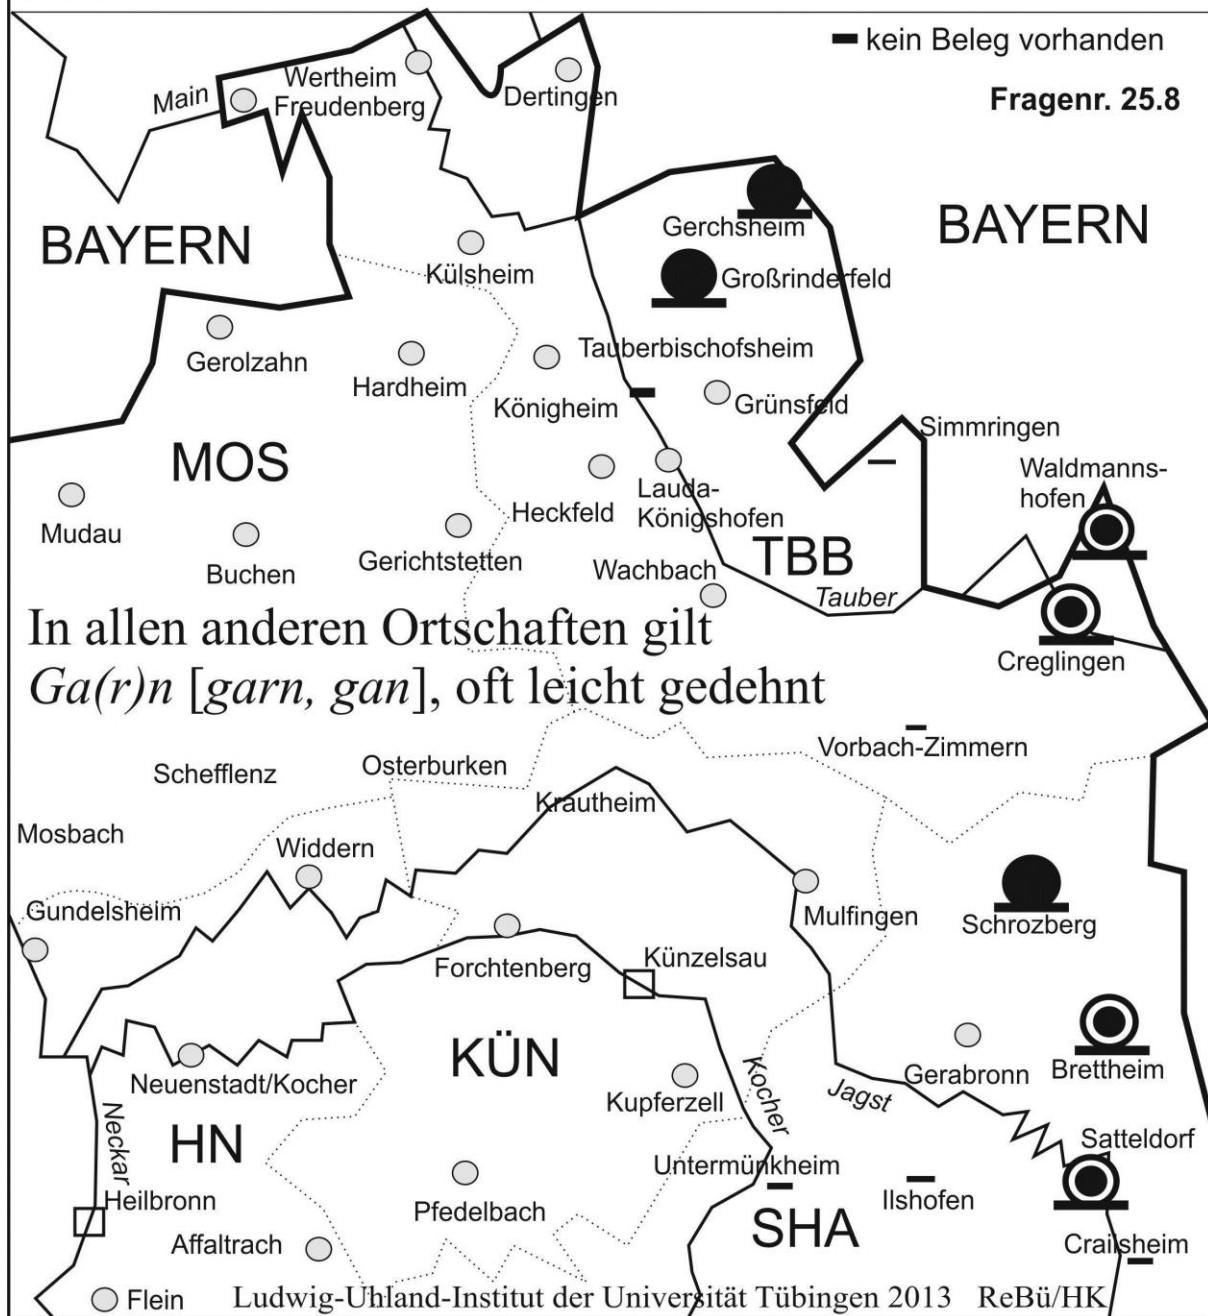 kein Beleg vorhanden
Fragenr. 25.8
Main
Wertheim
Freudenberg
Dertingen
BAYERN
BAYERN
Gerchsheim
Külsheim
Großrinderfeld
Gerolzahn
Hardheim
Tauberbischofsheim
Königheim
Grünsfeld
Simmringen
MOS
Waldmanns-
hofen
Mudau
Buchen
Gerichtstetten
Heckfeld
Lauda-
Königshofen
Wachbach
TBB
Tauber
Creglingen
In allen anderen Ortschaften gilt
Ga(r)n [garn, gan], oft leicht gedehnt
Vorbach-Zimmern
Schefflenz
Osterburken
Krautheim
Mosbach
Widdern
Gundelsheim
Mulfingen
Schrozberg
Forchtenberg
Künzelsau
KÜN
Neuenstadt/Kocher
Kupferzell
Kocher
Jagst
Gerabronn
Brettheim
Neckar
HN
Satteldorf
Heilbronn
Pfedelbach
Untermünkheim
Ilshofen
SHA
Affaltrach
Crailsheim
Flein
Ludwig-Uhland-Institut der Universität Tübingen 2013 ReBü/HK